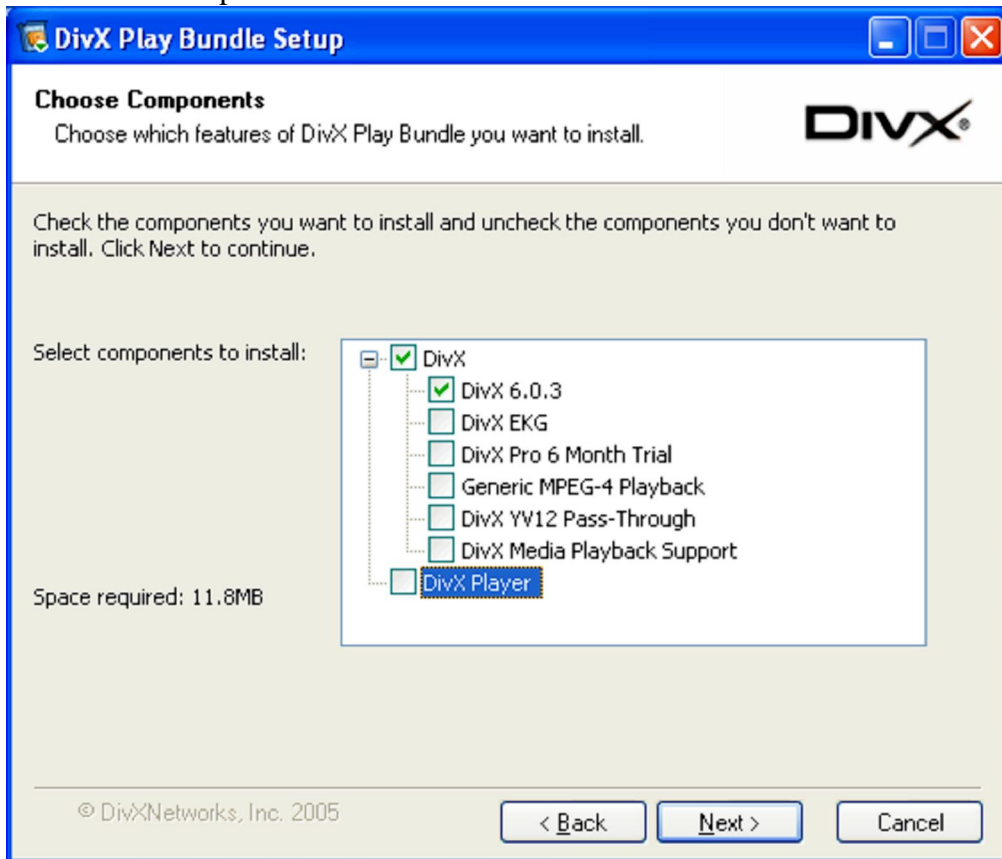 DivX Play Bundle Setup
Choose Components
Choose which features of DivX Play Bundle you want to install.
DIVX®
Check the components you want to install and uncheck the components you don't want to
install. Click Next to continue.
Select components to install:
DivX
DivX 6.0.3
DivX EKG
DivX Pro 6 Month Trial
Generic MPEG-4 Playback
DivX YV12 Pass-Through
DivX Media Playback Support
DivX Player
Space required: 11.8MB
© DivXNetworks, Inc. 2005
< Back
Next >
Cancel